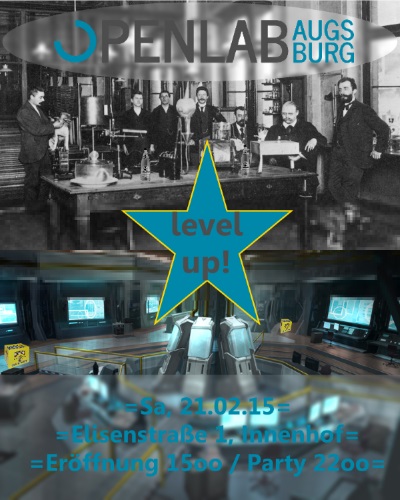 OPENLAB AUGS
BURG
level
up!
==Sa, 21.02.15=
=Elisenstraße 1, Innenhof=
=Eröffnung 15oo / Party 22oo=